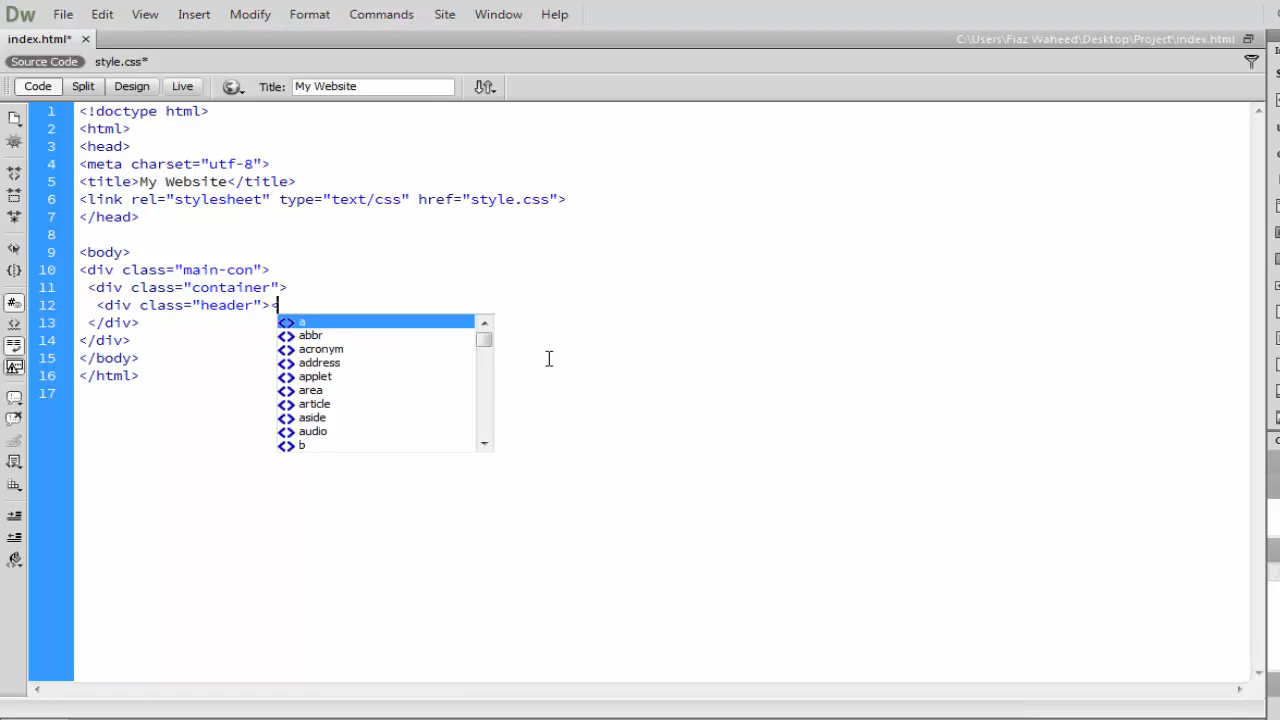 Dw File Edit View Insert Modify Format Commands Site Window Help
index.html* C:\Users\Fiaz Waheed\Desktop\Project\index.html
Source Code style.css*
Code Split Design Live Title: My Website
1 <!doctype html>
2 <html>
3 <head>
4 <meta charset="utf-8">
5 <title>My Website</title>
6 <link rel="stylesheet" type="text/css" href="style.css">
7 </head>
8
9 <body>
10 <div class="main-con">
11 <div class="container">
12 <div class="header"><
13 </div>
14 </div>
15 </body>
16 </html>
17
a
abbr
acronym
address
applet
area
article
aside
audio
b